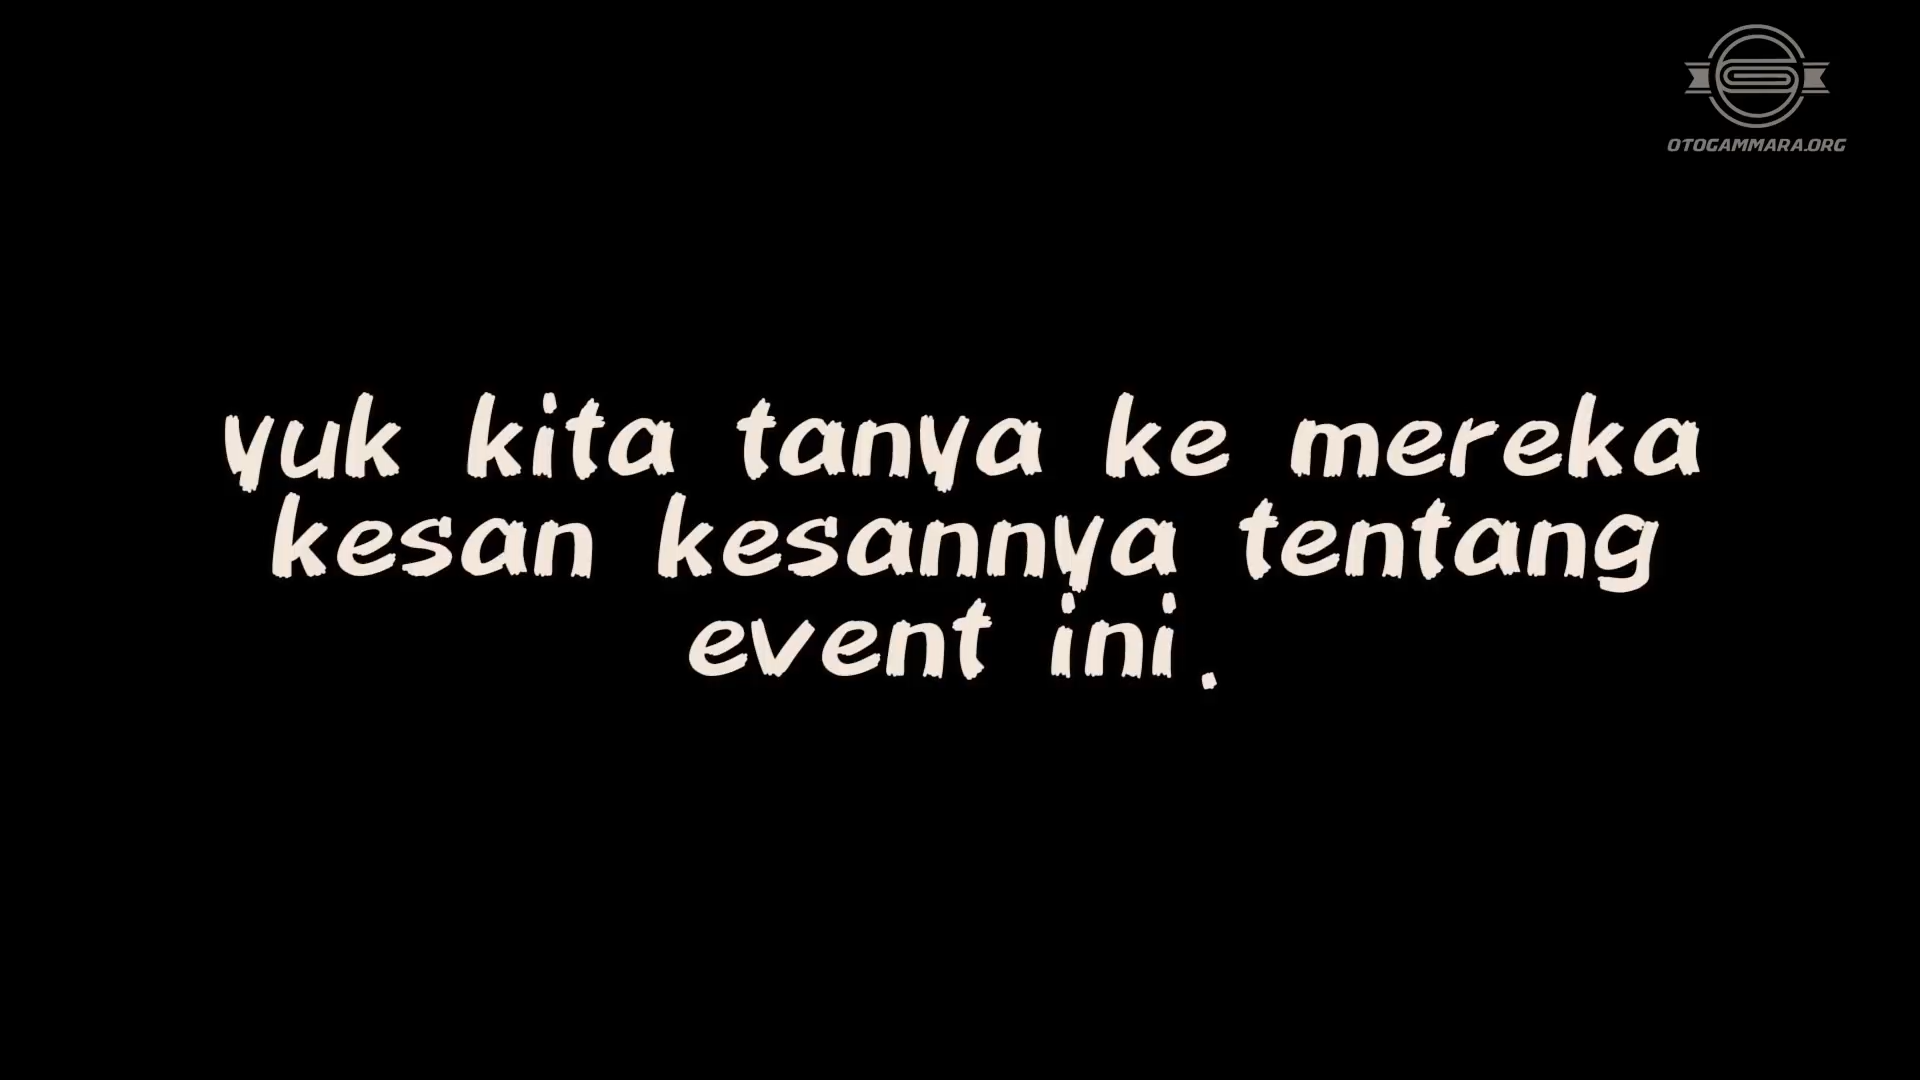 OTOGAMMARA.ORG
yuk kita tanya ke mereka
kesan kesannya tentang
event ini.